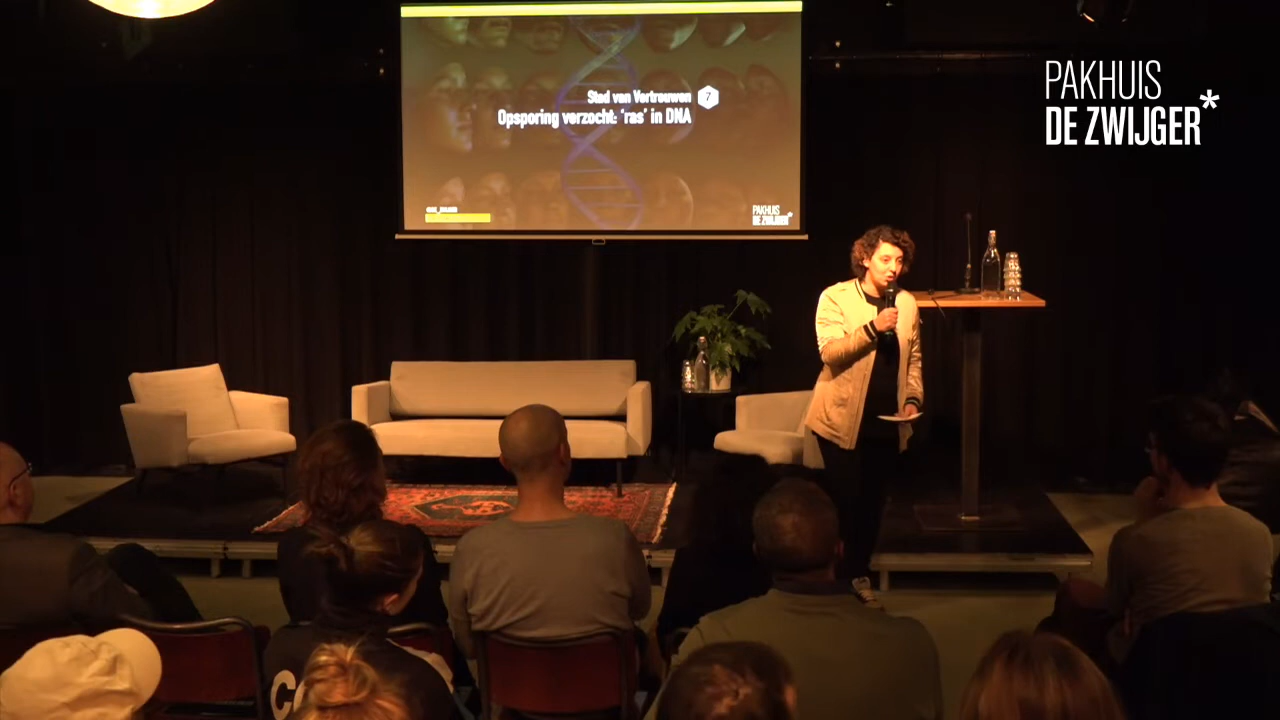 Stad van Vertrouwen 7
Opsporing verzocht: 'ras' in DNA
PAKHUIS
DE ZWIJGER*
PAKHUIS
DE ZWIJGER*